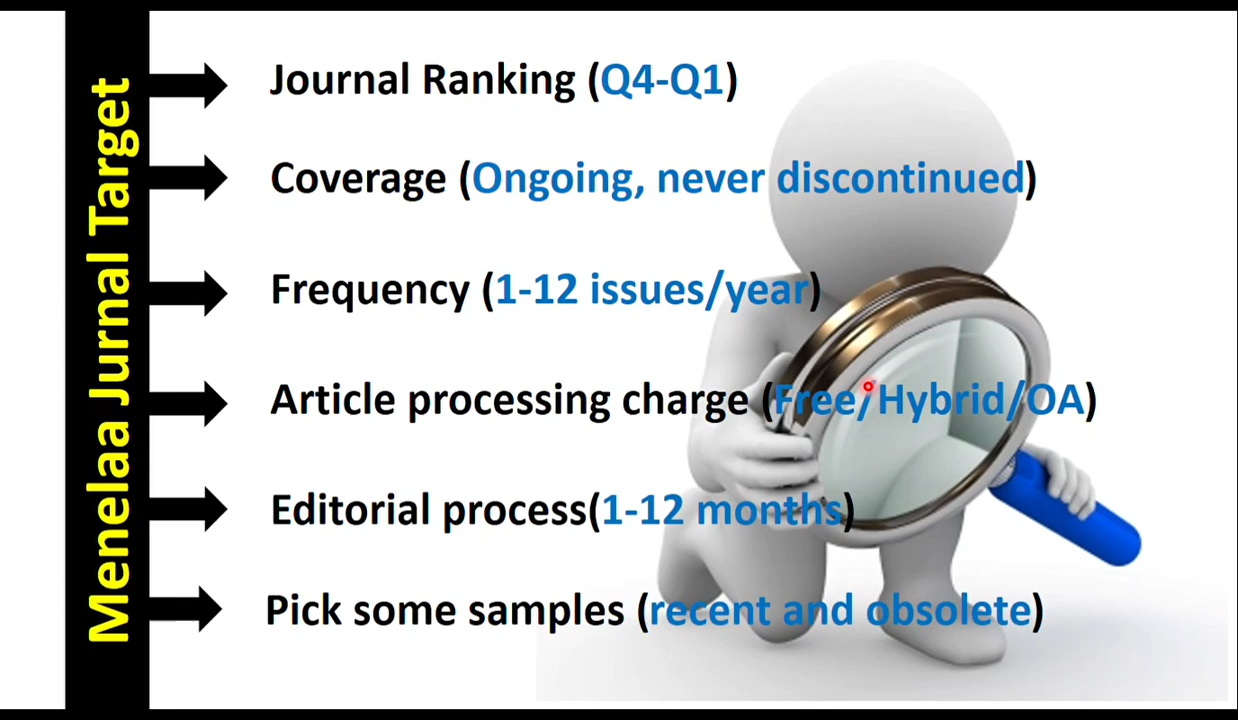 Menelaa Jurnal Target
Journal Ranking (Q4-Q1)
Coverage (Ongoing, never discontinued)
Frequency (1-12 issues/year)
Article processing charge (Free/Hybrid/OA)
Editorial process(1-12 months)
Pick some samples (recent and obsolete)